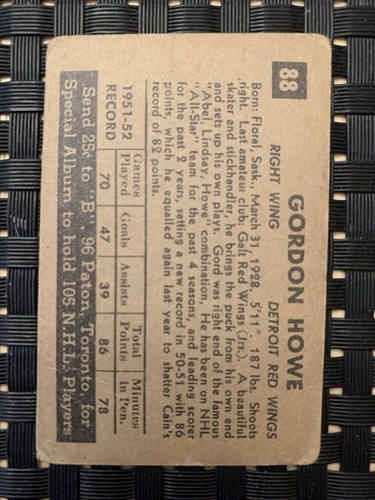 88
GORDON HOWE
RIGHT WING DETROIT RED WINGS
Born: Floral, Sask., March 31, 1928. 5'11". 187 lbs. Shoots
right. Last amateur club: Galt Red Wings (Jrs.). A beautiful
skater and stickhandler, he brings the puck from his own end
and sets up his own plays. Gord was right end of the famous
"Abel, Lindsay, Howe" combination. He has been on NHL
"All-Star" team for the past 4 seasons, and leading scorer
for the past 2 years, setting a new record in 50-51 with 86
points, which he equalled again last year to shatter Cain's
record of 82 points.
1951-52 Games Total Minutes
RECORD Played Goals Assists Points in Pen.
70 47 39 86 78
Send 25¢ to "B", 96 Paton, Toronto, for
Special Album to hold 105 N.H.L. Players